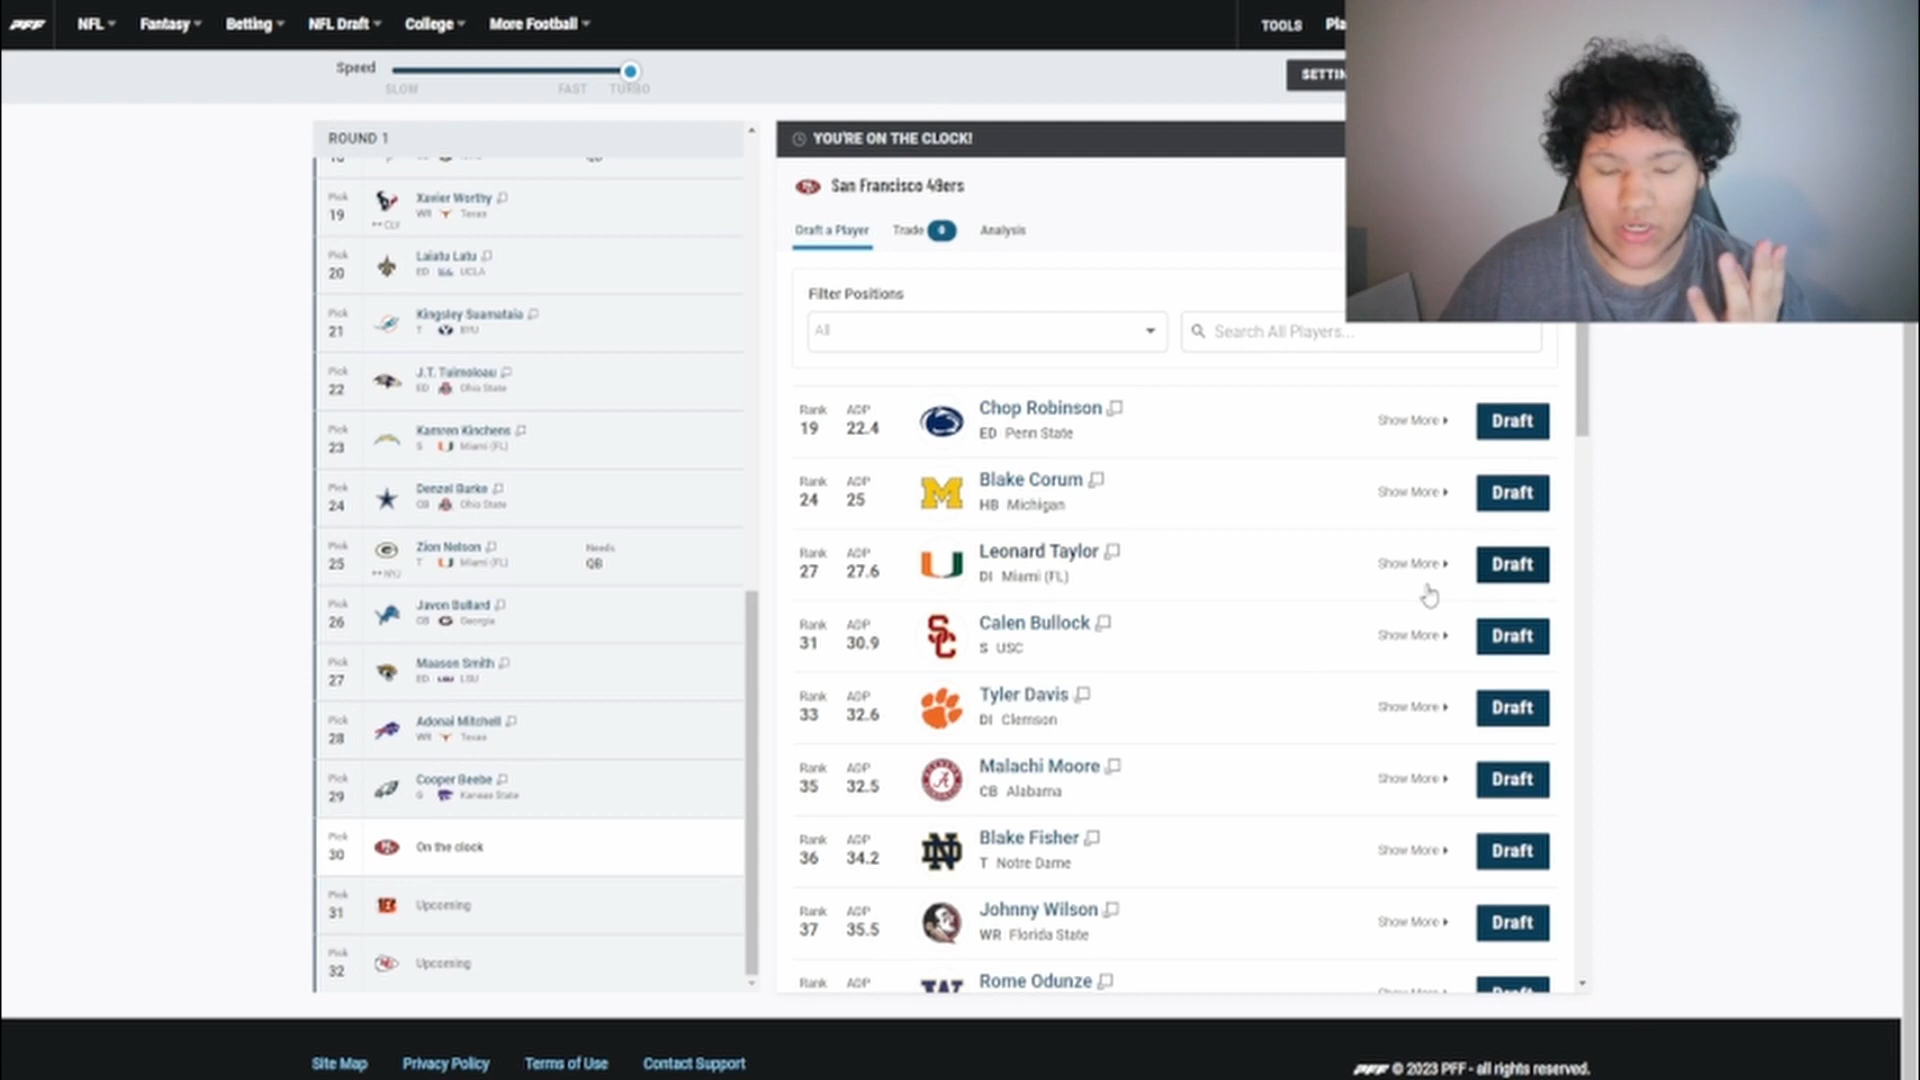 PFF NFL Fantasy Betting NFL Draft College More Football TOOLS Pla
Speed
SLOW FAST TURBO
SETTIN
ROUND 1
Pick 19 Xavier Worthy
WR Texas
CLV
Pick 20 Laiatu Latu
ED UCLA
Pick 21 Kingsley Suamataia
T BYU
Pick 22 J.T. Tuimoloau
ED Ohio State
Pick 23 Kamren Kinchens
S Miami (FL)
Pick 24 Denzel Burke
CB Ohio State
Pick 25 Zion Nelson
T Miami (FL)
NYJ
Needs
QB
Pick 26 Javon Bullard
CB Georgia
Pick 27 Maason Smith
ED LSU
Pick 28 Adonai Mitchell
WR Texas
Pick 29 Cooper Beebe
G Kansas State
Pick 30 On the clock
Pick 31 Upcoming
Pick 32 Upcoming
YOU'RE ON THE CLOCK!
San Francisco 49ers
Draft a Player Trade 0 Analysis
Filter Positions
All
Search All Players...
Rank 19 ADP 22.4 Chop Robinson
ED Penn State
Show More Draft
Rank 24 ADP 25 Blake Corum
HB Michigan
Show More Draft
Rank 27 ADP 27.6 Leonard Taylor
DI Miami (FL)
Show More Draft
Rank 31 ADP 30.9 Calen Bullock
S USC
Show More Draft
Rank 33 ADP 32.6 Tyler Davis
DI Clemson
Show More Draft
Rank 35 ADP 32.5 Malachi Moore
CB Alabama
Show More Draft
Rank 36 ADP 34.2 Blake Fisher
T Notre Dame
Show More Draft
Rank 37 ADP 35.5 Johnny Wilson
WR Florida State
Show More Draft
Rank ADP Rome Odunze
Show More Draft
Site Map Privacy Policy Terms of Use Contact Support
PFF © 2023 PFF - all rights reserved.